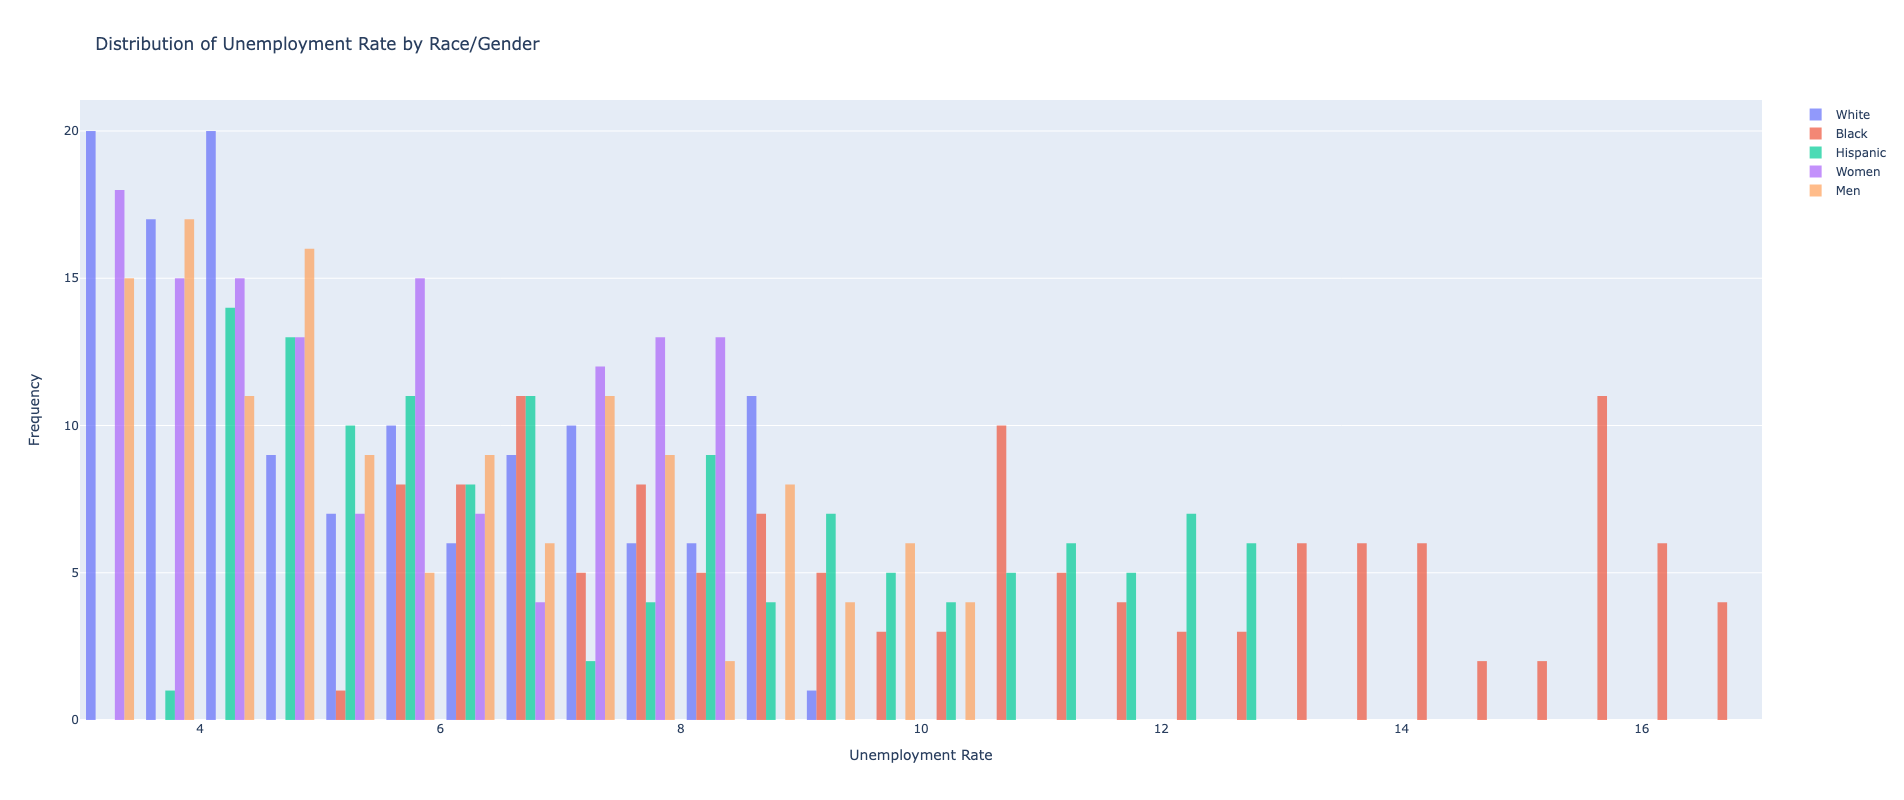 Distribution of Unemployment Rate by Race/Gender
White
Black
Hispanic
Women
Men
20
15
10
5
0
Frequency
4 6 8 10 12 14 16
Unemployment Rate